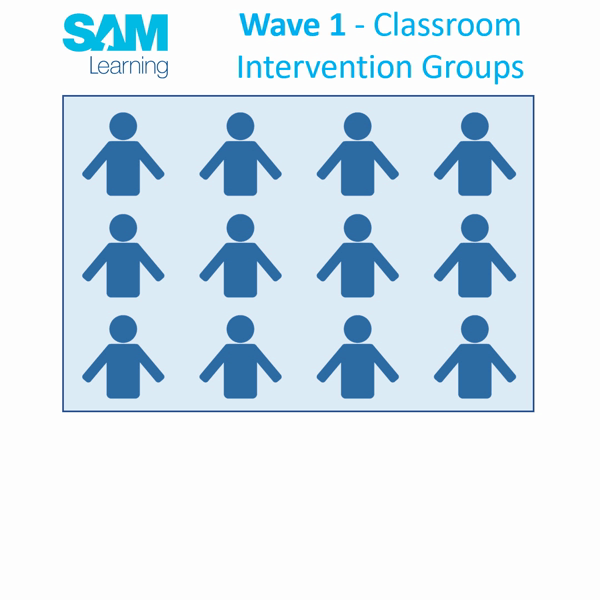 SAM
Learning
Wave 1 - Classroom
Intervention Groups